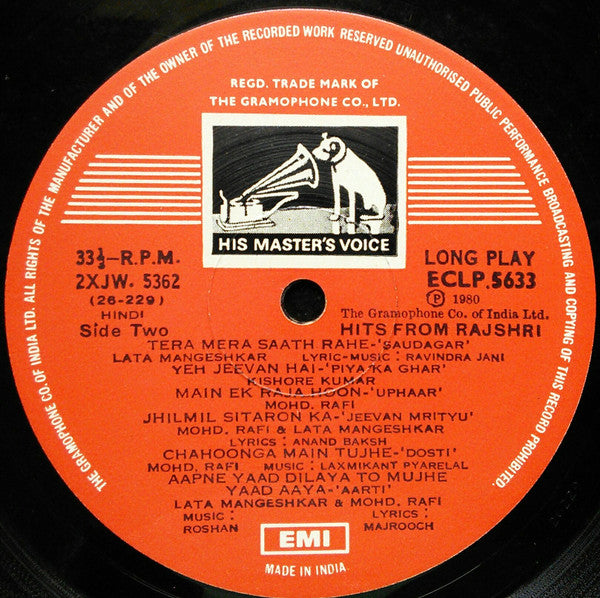 THE GRAMOPHONE CO. OF INDIA LTD. ALL RIGHTS OF THE MANUFACTURER AND OF THE OWNER OF THE RECORDED WORK RESERVED UNAUTHORISED PUBLIC PERFORMANCE BROADCASTING AND COPYING OF THIS RECORD PROHIBITED.
REGD. TRADE MARK OF
THE GRAMOPHONE CO., LTD.
HIS MASTER'S VOICE
33⅓-R.P.M.
2XJW. 5362
(26-229)
HINDI
Side Two
LONG PLAY
ECLP.5633
℗ 1980
The Gramophone Co. of India Ltd.
HITS FROM RAJSHRI
TERA MERA SAATH RAHE-'SAUDAGAR'
LATA MANGESHKAR LYRIC-MUSIC: RAVINDRA JANI
YEH JEEVAN HAI-'PIYA KA GHAR'
KISHORE KUMAR
MAIN EK RAJA HOON-'UPHAAR'
MOHD. RAFI
JHILMIL SITARON KA-'JEEVAN MRITYU'
MOHD. RAFI & LATA MANGESHKAR
LYRICS: ANAND BAKSH
CHAHOONGA MAIN TUJHE-'DOSTI'
MOHD. RAFI MUSIC: LAXMIKANT PYARELAL
AAPNE YAAD DILAYA TO MUJHE
YAAD AAYA-'AARTI'
LATA MANGESHKAR & MOHD. RAFI
MUSIC: LYRICS:
ROSHAN MAJROOCH
EMI
MADE IN INDIA